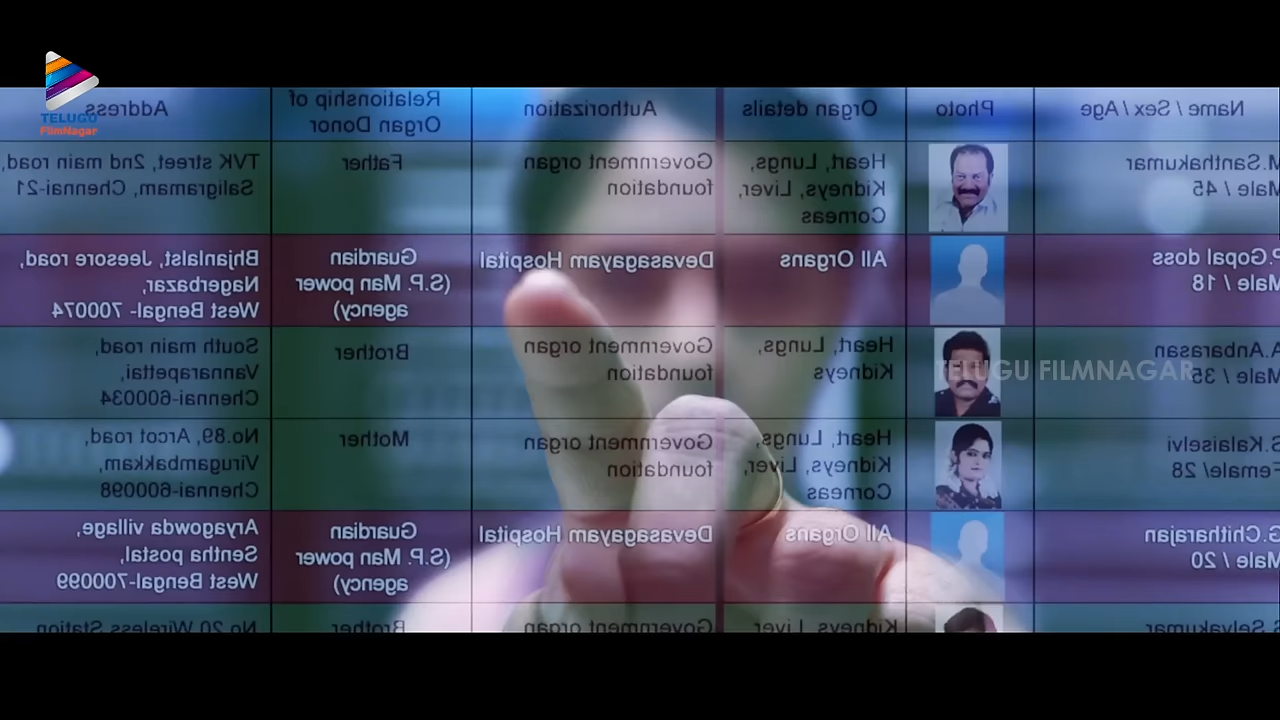 TELUGU
FilmNagar
Name / Sex / Age
Photo
Organ details
Authorization
Relationship of
Organ Donor
Address
M.Santhakumar
Male / 45
Heart, Lungs,
Kidneys, Liver,
Corneas
Government organ
foundation
Father
TVK street, 2nd main road,
Saligramam, Chennai-21
P.Gopal doss
Male / 18
All Organs
Devasagayam Hospital
Guardian
(S.P. Man power
agency)
Bhjanlalst, Jeesore road,
Nagerbazar,
West Bengal- 700074
A.Anbarasan
Male / 35
Heart, Lungs,
Kidneys
Government organ
foundation
Brother
South main road,
Vannarapettai,
Chennai-600034
TELUGU FILMNAGAR
S.Kalaiselvi
Female/ 28
Heart, Lungs,
Kidneys, Liver,
Corneas
Government organ
foundation
Mother
No.89, Arcot road,
Virugambakkam,
Chennai-600098
G.Chitharajan
Male / 20
All Organs
Devasagayam Hospital
Guardian
(S.P. Man power
agency)
Aryagowda village,
Sentha postal,
West Bengal-700099
S.Selvakumar
Kidneys, Liver,
Government organ
Brother
No.20 Wireless Station